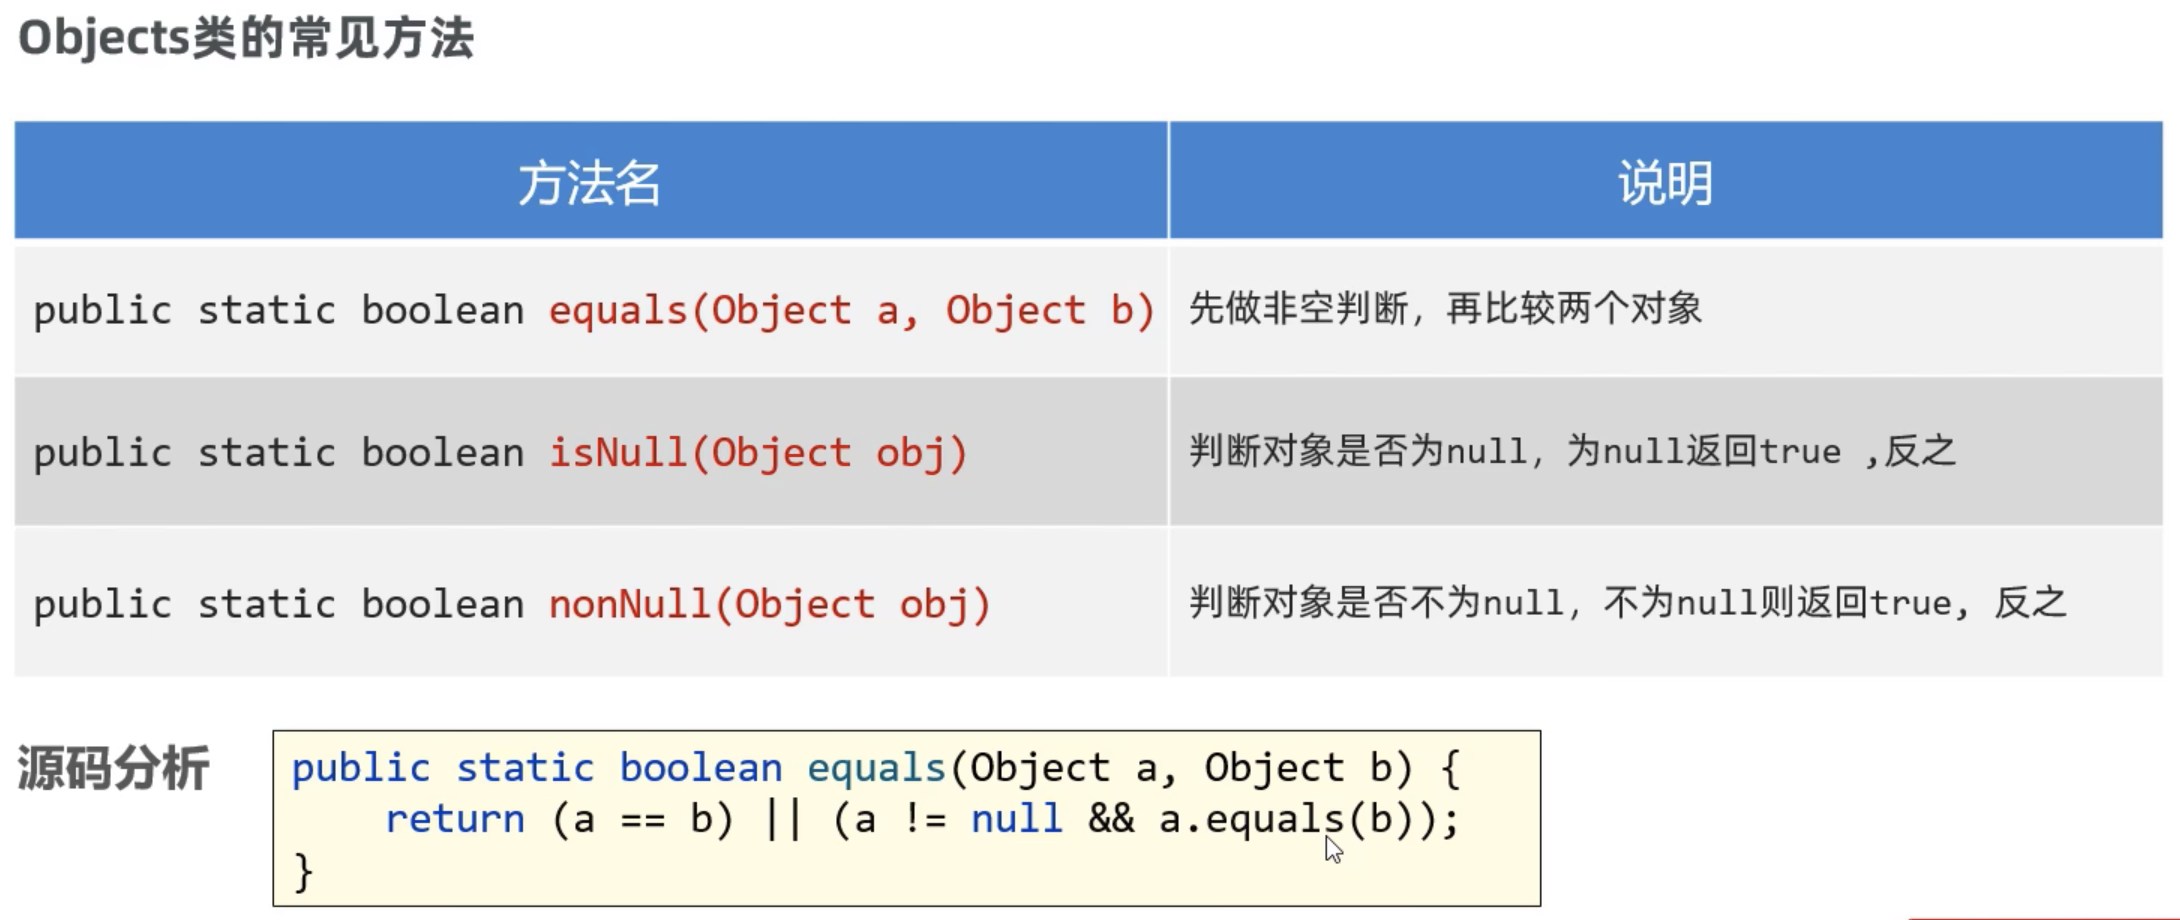 Objects类的常见方法
方法名 说明
public static boolean equals(Object a, Object b) 先做非空判断，再比较两个对象
public static boolean isNull(Object obj) 判断对象是否为null，为null返回true ,反之
public static boolean nonNull(Object obj) 判断对象是否不为null，不为null则返回true, 反之
源码分析
public static boolean equals(Object a, Object b) {
    return (a == b) || (a != null && a.equals(b));
}